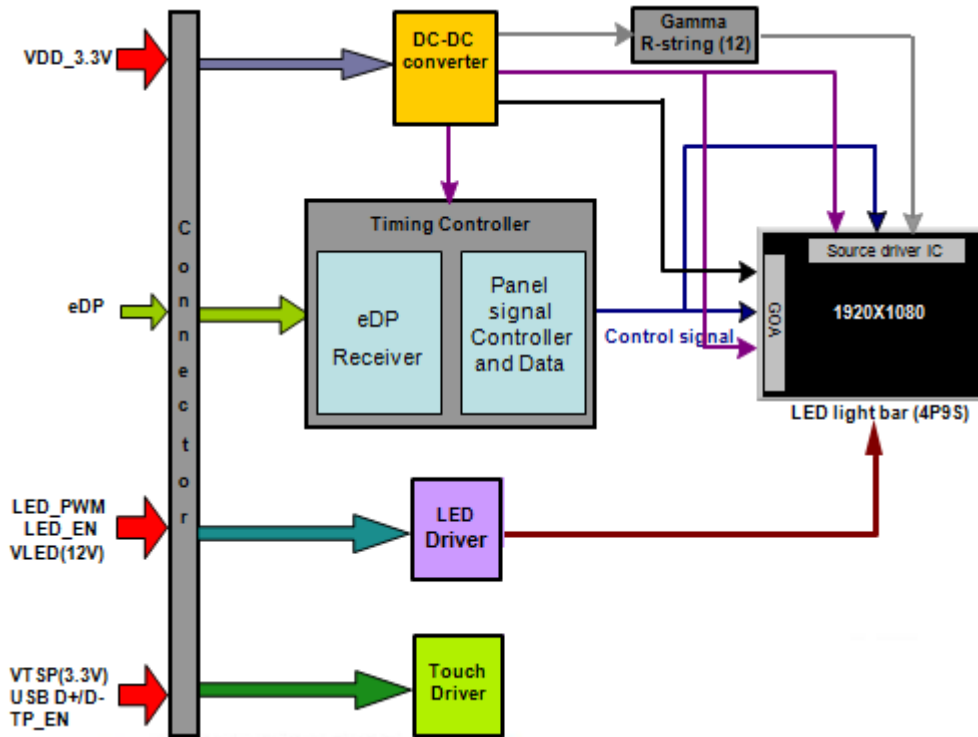 VDD_3.3V
DC-DC
converter
Gamma
R-string (12)
Connector
Timing Controller
eDP
Receiver
Panel
signal
Controller
and Data
eDP
Control signal
Source driver IC
GOA
1920X1080
LED light bar (4P9S)
LED_PWM
LED_EN
VLED(12V)
LED
Driver
VTSP(3.3V)
USB D+/D-
TP_EN
Touch
Driver